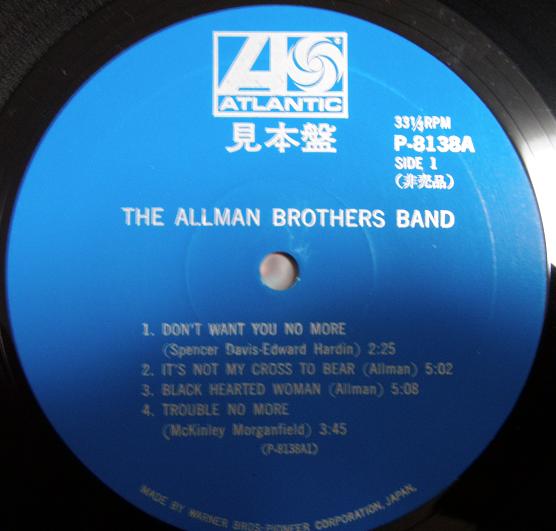 ATLANTIC
見本盤
33⅓RPM
P-8138A
SIDE 1
(非売品)
THE ALLMAN BROTHERS BAND
1. DON'T WANT YOU NO MORE
(Spencer Davis-Edward Hardin) 2:25
2. IT'S NOT MY CROSS TO BEAR (Allman) 5:02
3. BLACK HEARTED WOMAN (Allman) 5:08
4. TROUBLE NO MORE
(McKinley Morganfield) 3:45
(P-8138A1)
MADE BY WARNER BROS-PIONEER CORPORATION, JAPAN.